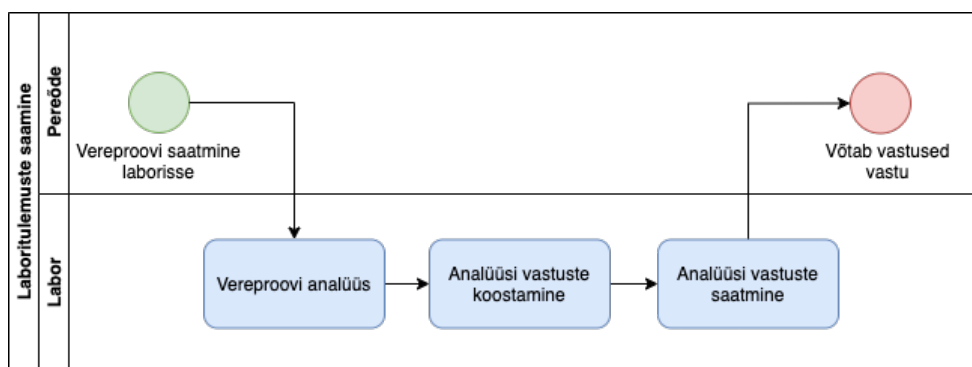 Laboritulemuste saamine
Pereõde
Vereproovi saatmine
laborisse
Võtab vastused
vastu
Labor
Vereproovi analüüs
Analüüsi vastuste
koostamine
Analüüsi vastuste
saatmine